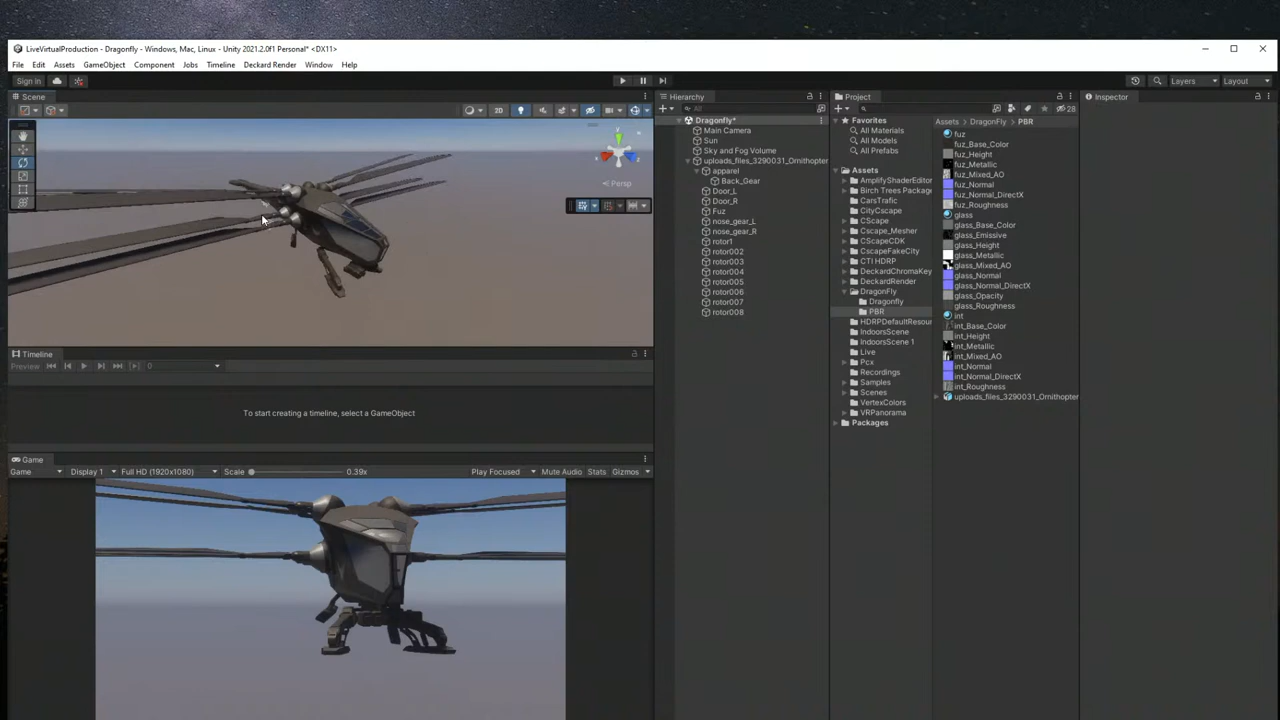 LiveVirtualProduction - Dragonfly - Windows, Mac, Linux - Unity 2021.2.0f1 Personal* <DX11>
File Edit Assets GameObject Component Jobs Timeline Deckard Render Window Help
Sign in Layers Layout
Scene
2D
y
x z
Persp
Timeline
Preview 0
To start creating a timeline, select a GameObject
Game
Game Display 1 Full HD (1920x1080) Scale 0.39x Play Focused Mute Audio Stats Gizmos
Hierarchy
All
Dragonfly*
Main Camera
Sun
Sky and Fog Volume
uploads_files_3290031_Ornithopter
apparel
Back_Gear
Door_L
Door_R
Fuz
nose_gear_L
nose_gear_R
rotor1
rotor002
rotor003
rotor004
rotor005
rotor006
rotor007
rotor008
Project
28
Favorites
All Materials
All Models
All Prefabs
Assets
AmplifyShaderEditor
Birch Trees Package
CarsTrafic
CityCscape
CScape
Cscape_Mesher
CScapeCDK
CscapeFakeCity
CTI HDRP
DeckardChromaKey
DeckardRender
DragonFly
Dragonfly
PBR
HDRPDefaultResour
IndoorsScene
IndoorsScene 1
Live
Pcx
Recordings
Samples
Scenes
VertexColors
VRPanorama
Packages
Assets DragonFly PBR
fuz
fuz_Base_Color
fuz_Height
fuz_Metallic
fuz_Mixed_AO
fuz_Normal
fuz_Normal_DirectX
fuz_Roughness
glass
glass_Base_Color
glass_Emissive
glass_Height
glass_Metallic
glass_Mixed_AO
glass_Normal
glass_Normal_DirectX
glass_Opacity
glass_Roughness
int
int_Base_Color
int_Height
int_Metallic
int_Mixed_AO
int_Normal
int_Normal_DirectX
int_Roughness
uploads_files_3290031_Ornithopter
Inspector